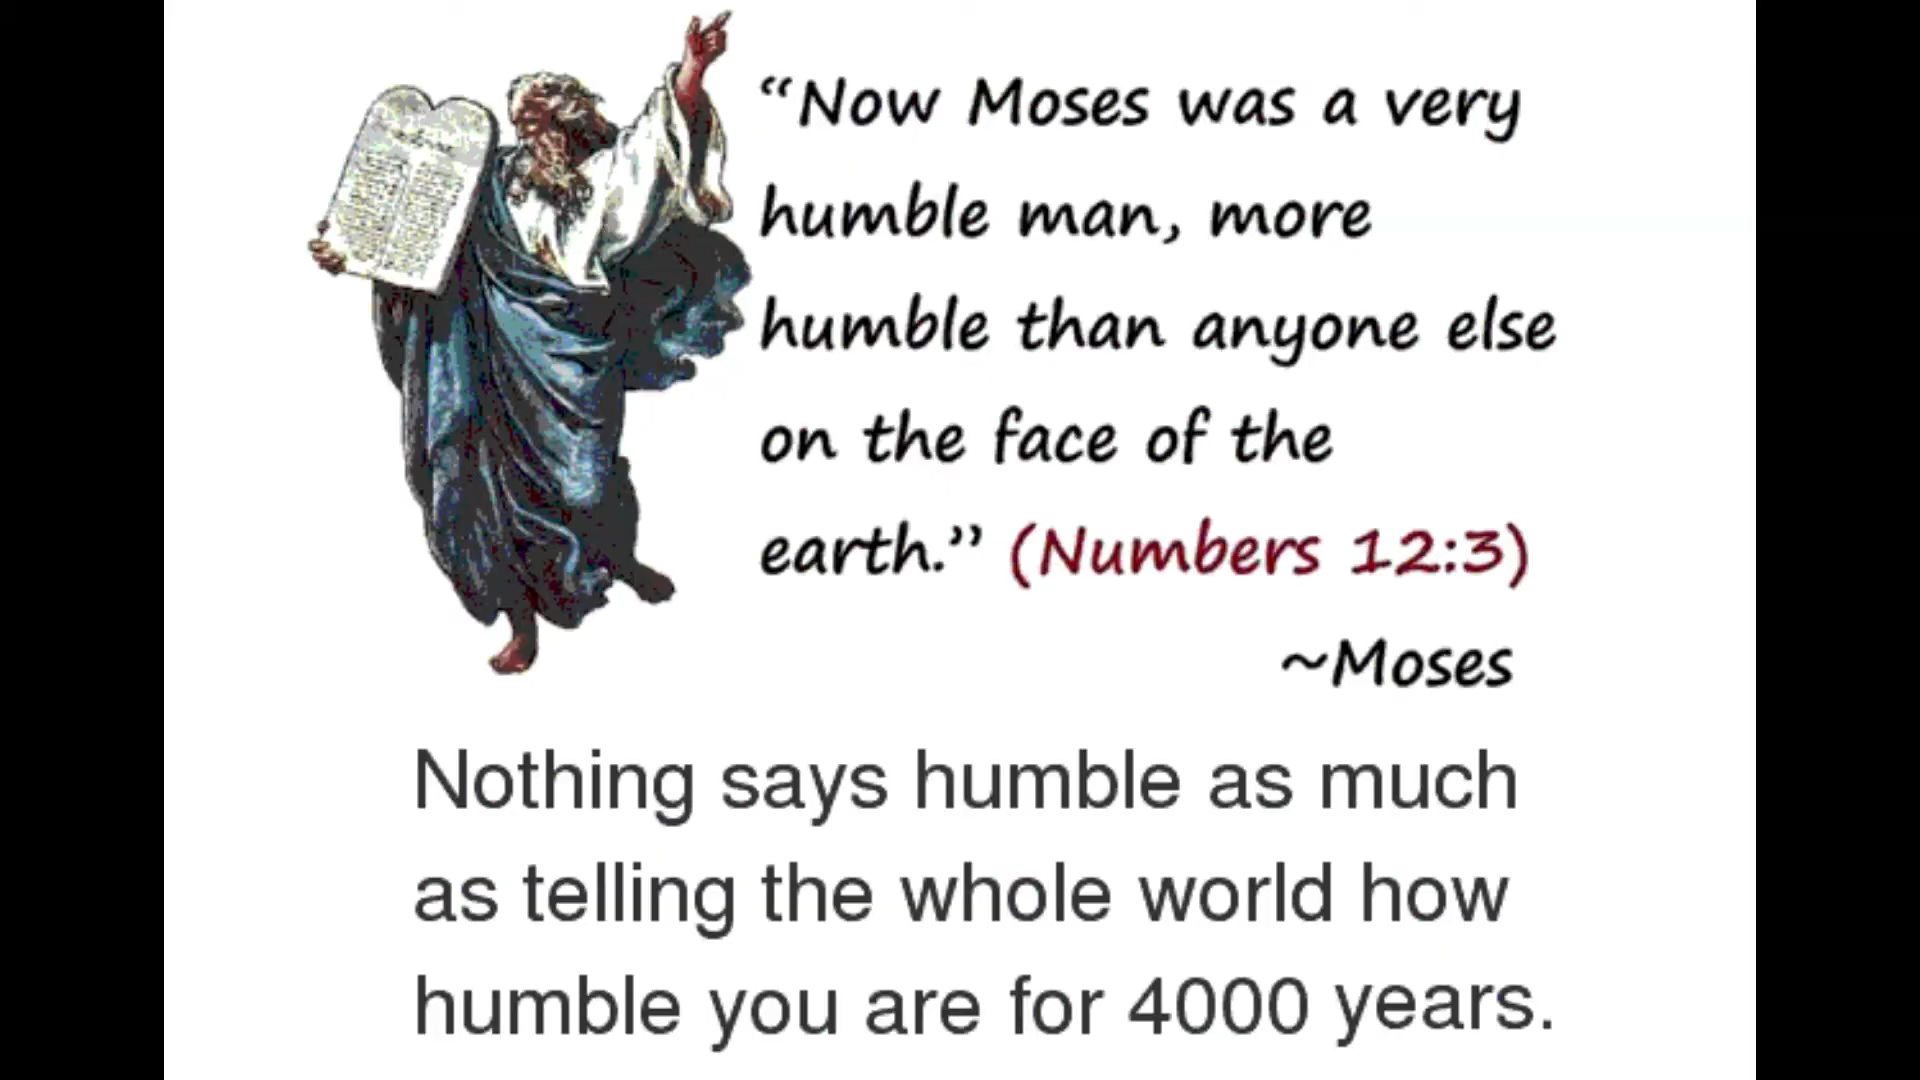 “Now Moses was a very
humble man, more
humble than anyone else
on the face of the
earth.” (Numbers 12:3)
~Moses
Nothing says humble as much
as telling the whole world how
humble you are for 4000 years.